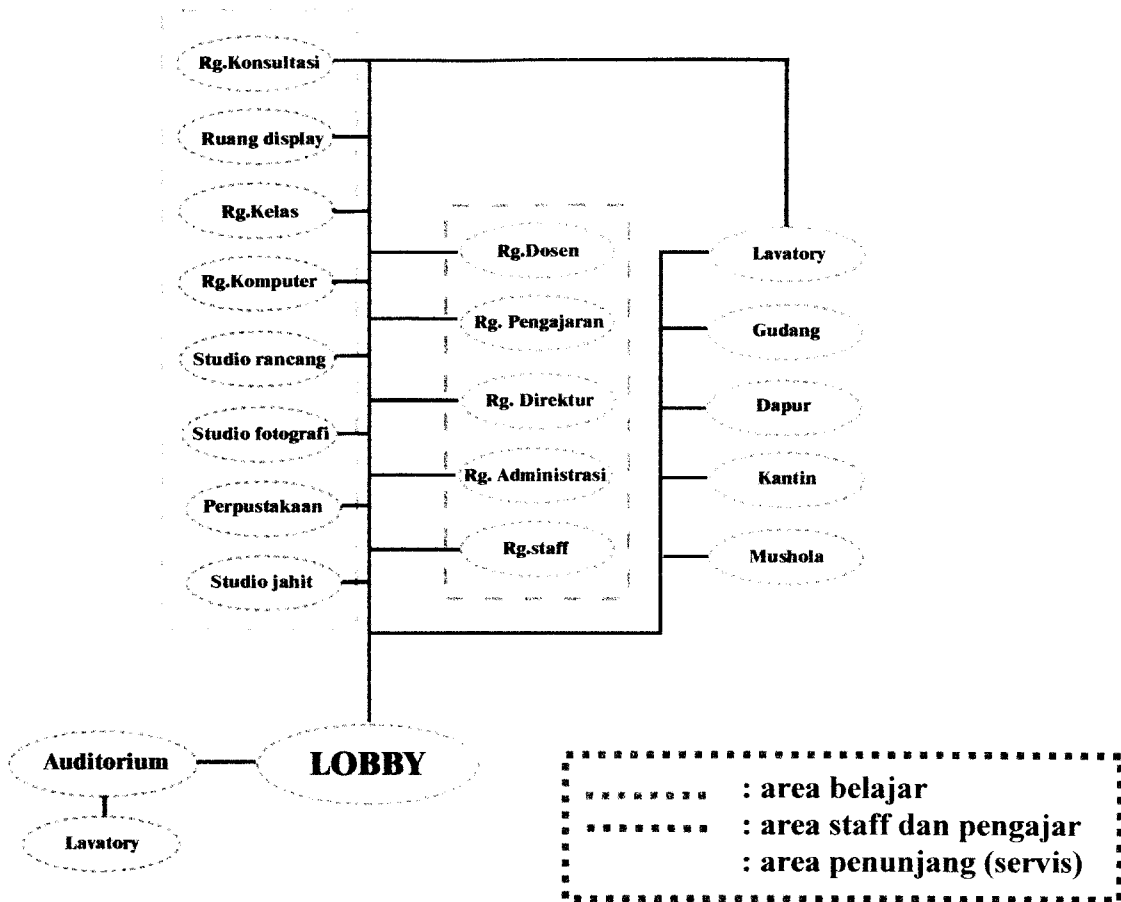 Rg.Konsultasi
Ruang display
Rg.Kelas
Rg.Komputer
Studio rancang
Studio fotografi
Perpustakaan
Studio jahit
Rg.Dosen
Rg. Pengajaran
Rg. Direktur
Rg. Administrasi
Rg.staff
Lavatory
Gudang
Dapur
Kantin
Mushola
Auditorium
LOBBY
Lavatory
: area belajar
: area staff dan pengajar
: area penunjang (servis)